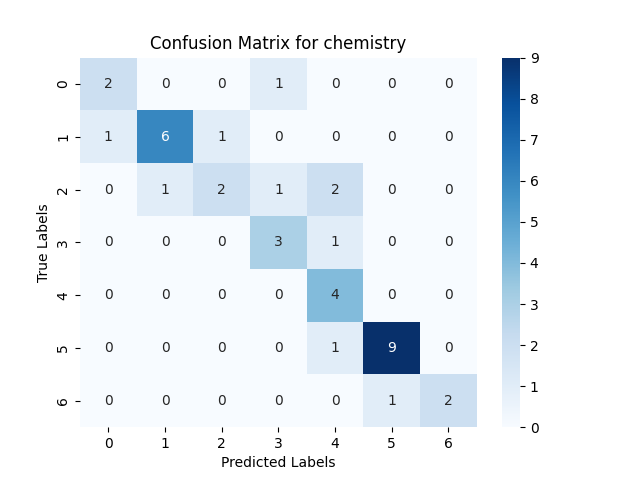 Confusion Matrix for chemistry
True Labels
0 2 0 0 1 0 0 0
1 1 6 1 0 0 0 0
2 0 1 2 1 2 0 0
3 0 0 0 3 1 0 0
4 0 0 0 0 4 0 0
5 0 0 0 0 1 9 0
6 0 0 0 0 0 1 2
0 1 2 3 4 5 6
Predicted Labels
9
8
7
6
5
4
3
2
1
0